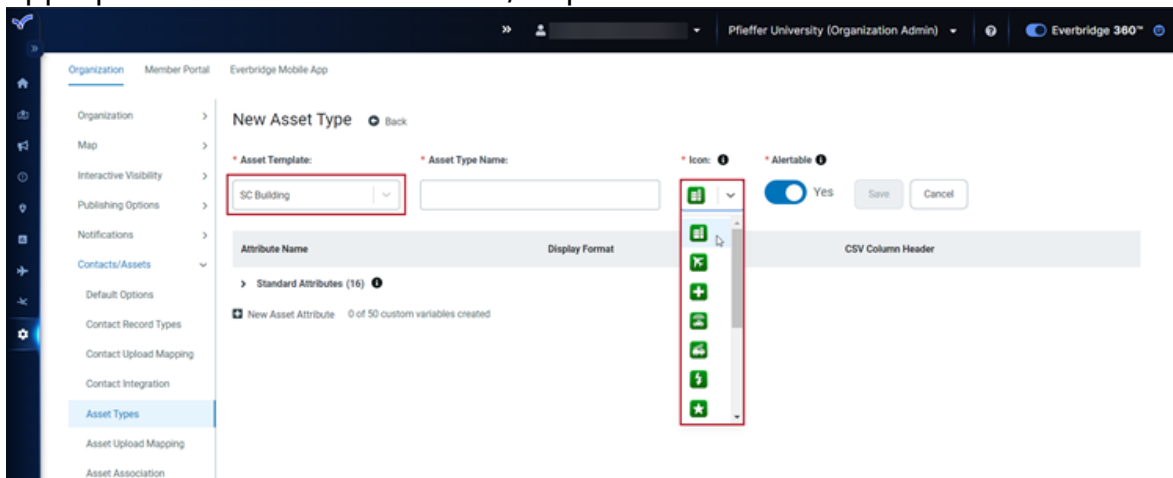 Pfieffer University (Organization Admin)
Everbridge 360™
Organization Member Portal Everbridge Mobile App
Organization
Map
Interactive Visibility
Publishing Options
Notifications
Contacts/Assets
Default Options
Contact Record Types
Contact Upload Mapping
Contact Integration
Asset Types
Asset Upload Mapping
Asset Association
New Asset Type Back
* Asset Template: * Asset Type Name: * Icon: * Alertable
SC Building Yes Save Cancel
Attribute Name Display Format CSV Column Header
Standard Attributes (16)
New Asset Attribute 0 of 50 custom variables created